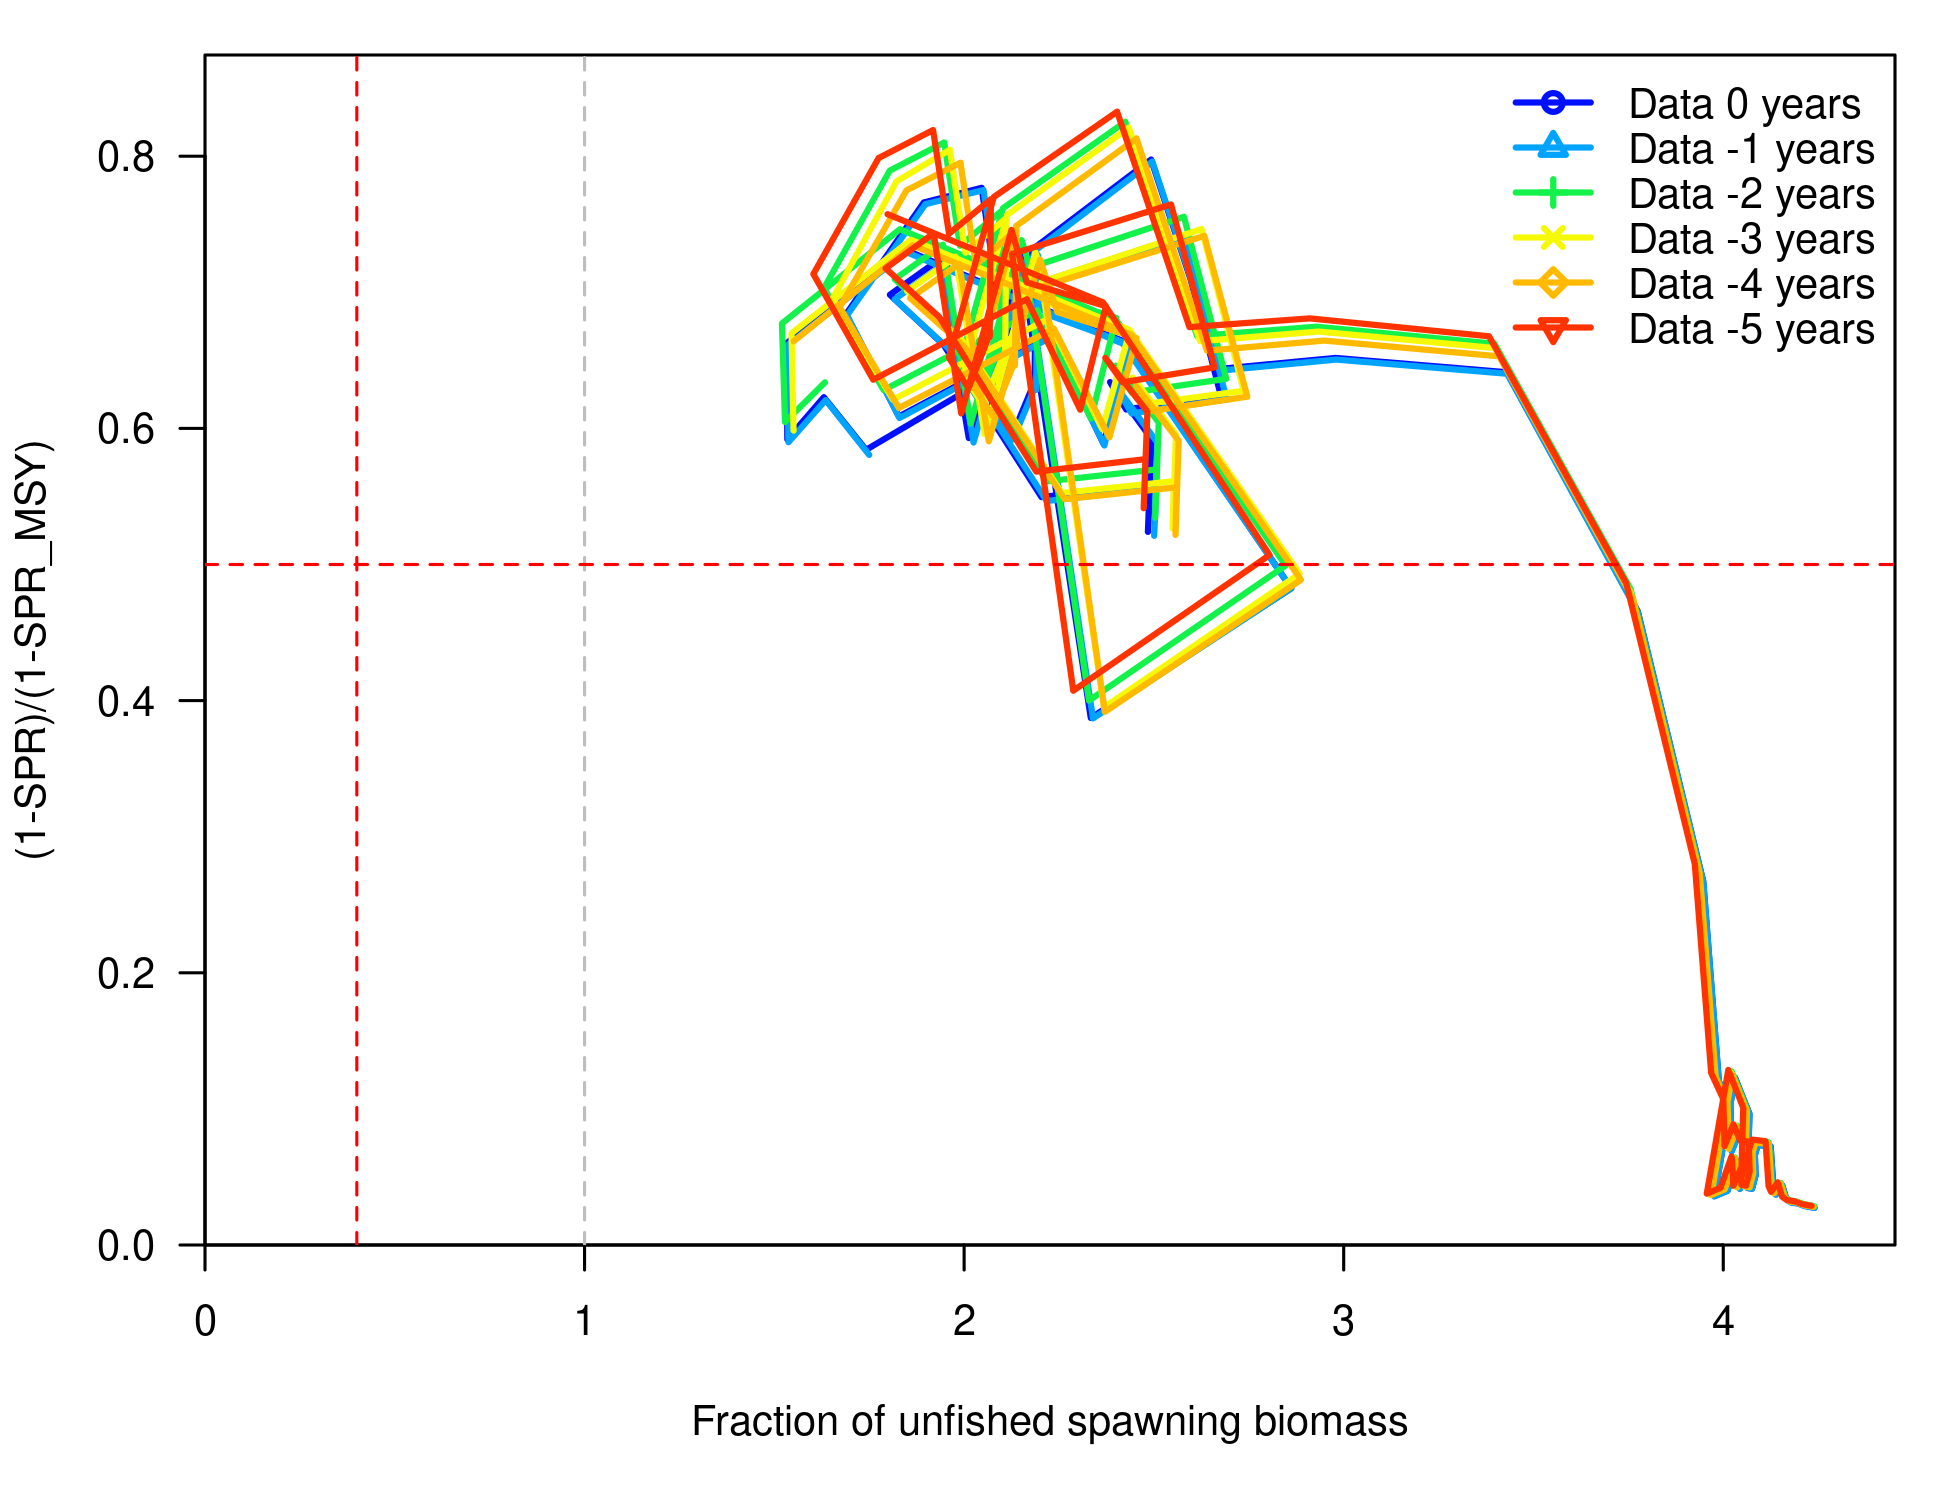 Data 0 years
Data -1 years
Data -2 years
Data -3 years
Data -4 years
Data -5 years
0.8
0.6
0.4
0.2
0.0
(1-SPR)/(1-SPR_MSY)
0 1 2 3 4
Fraction of unfished spawning biomass